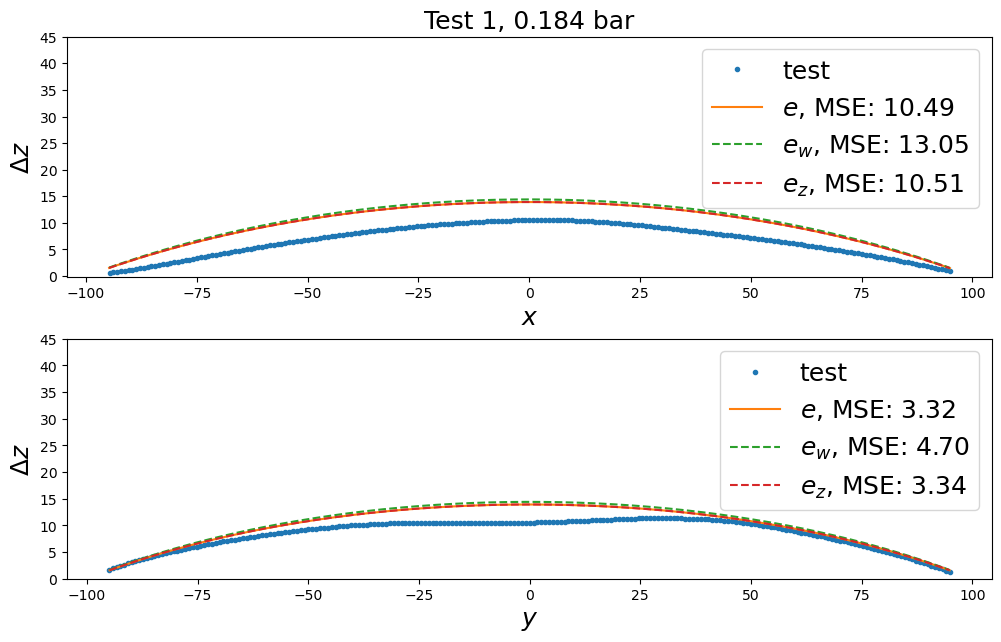 Test 1, 0.184 bar
45
40
35
30
25
20
15
10
5
0
Δz
test
e, MSE: 10.49
e_w, MSE: 13.05
e_z, MSE: 10.51
−100 −75 −50 −25 0 25 50 75 100
x
45
40
35
30
25
20
15
10
5
0
Δz
test
e, MSE: 3.32
e_w, MSE: 4.70
e_z, MSE: 3.34
−100 −75 −50 −25 0 25 50 75 100
y